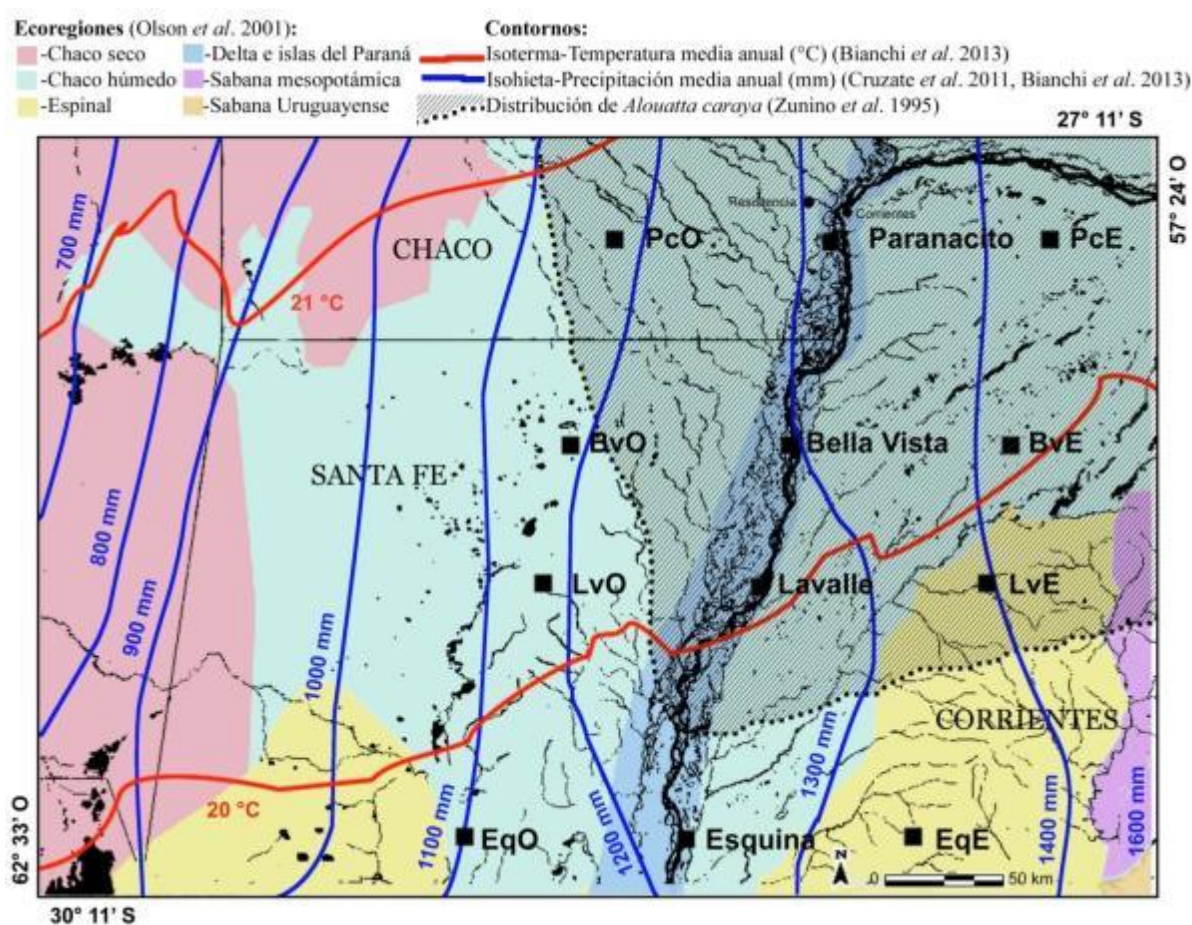 Ecoregiones (Olson et al. 2001):
Contornos:
-Chaco seco
-Delta e islas del Paraná
Isoterma-Temperatura media anual (°C) (Bianchi et al. 2013)
-Chaco húmedo
-Sabana mesopotámica
Isohieta-Precipitación media anual (mm) (Cruzate et al. 2011, Bianchi et al. 2013)
-Espinal
-Sabana Uruguayense
Distribución de Alouatta caraya (Zunino et al. 1995)
27° 11' S
57° 24' O
Resistencia
Corrientes
700 mm
CHACO
PcO
Paranacito
PcE
21 °C
BvO
Bella Vista
BvE
SANTA FE
800 mm
LvO
Lavalle
LvE
900 mm
1000 mm
CORRIENTES
1300 mm
20 °C
1100 mm
EqO
1200 mm
Esquina
EqE
1400 mm
1600 mm
N
0
50 km
62° 33' O
30° 11' S